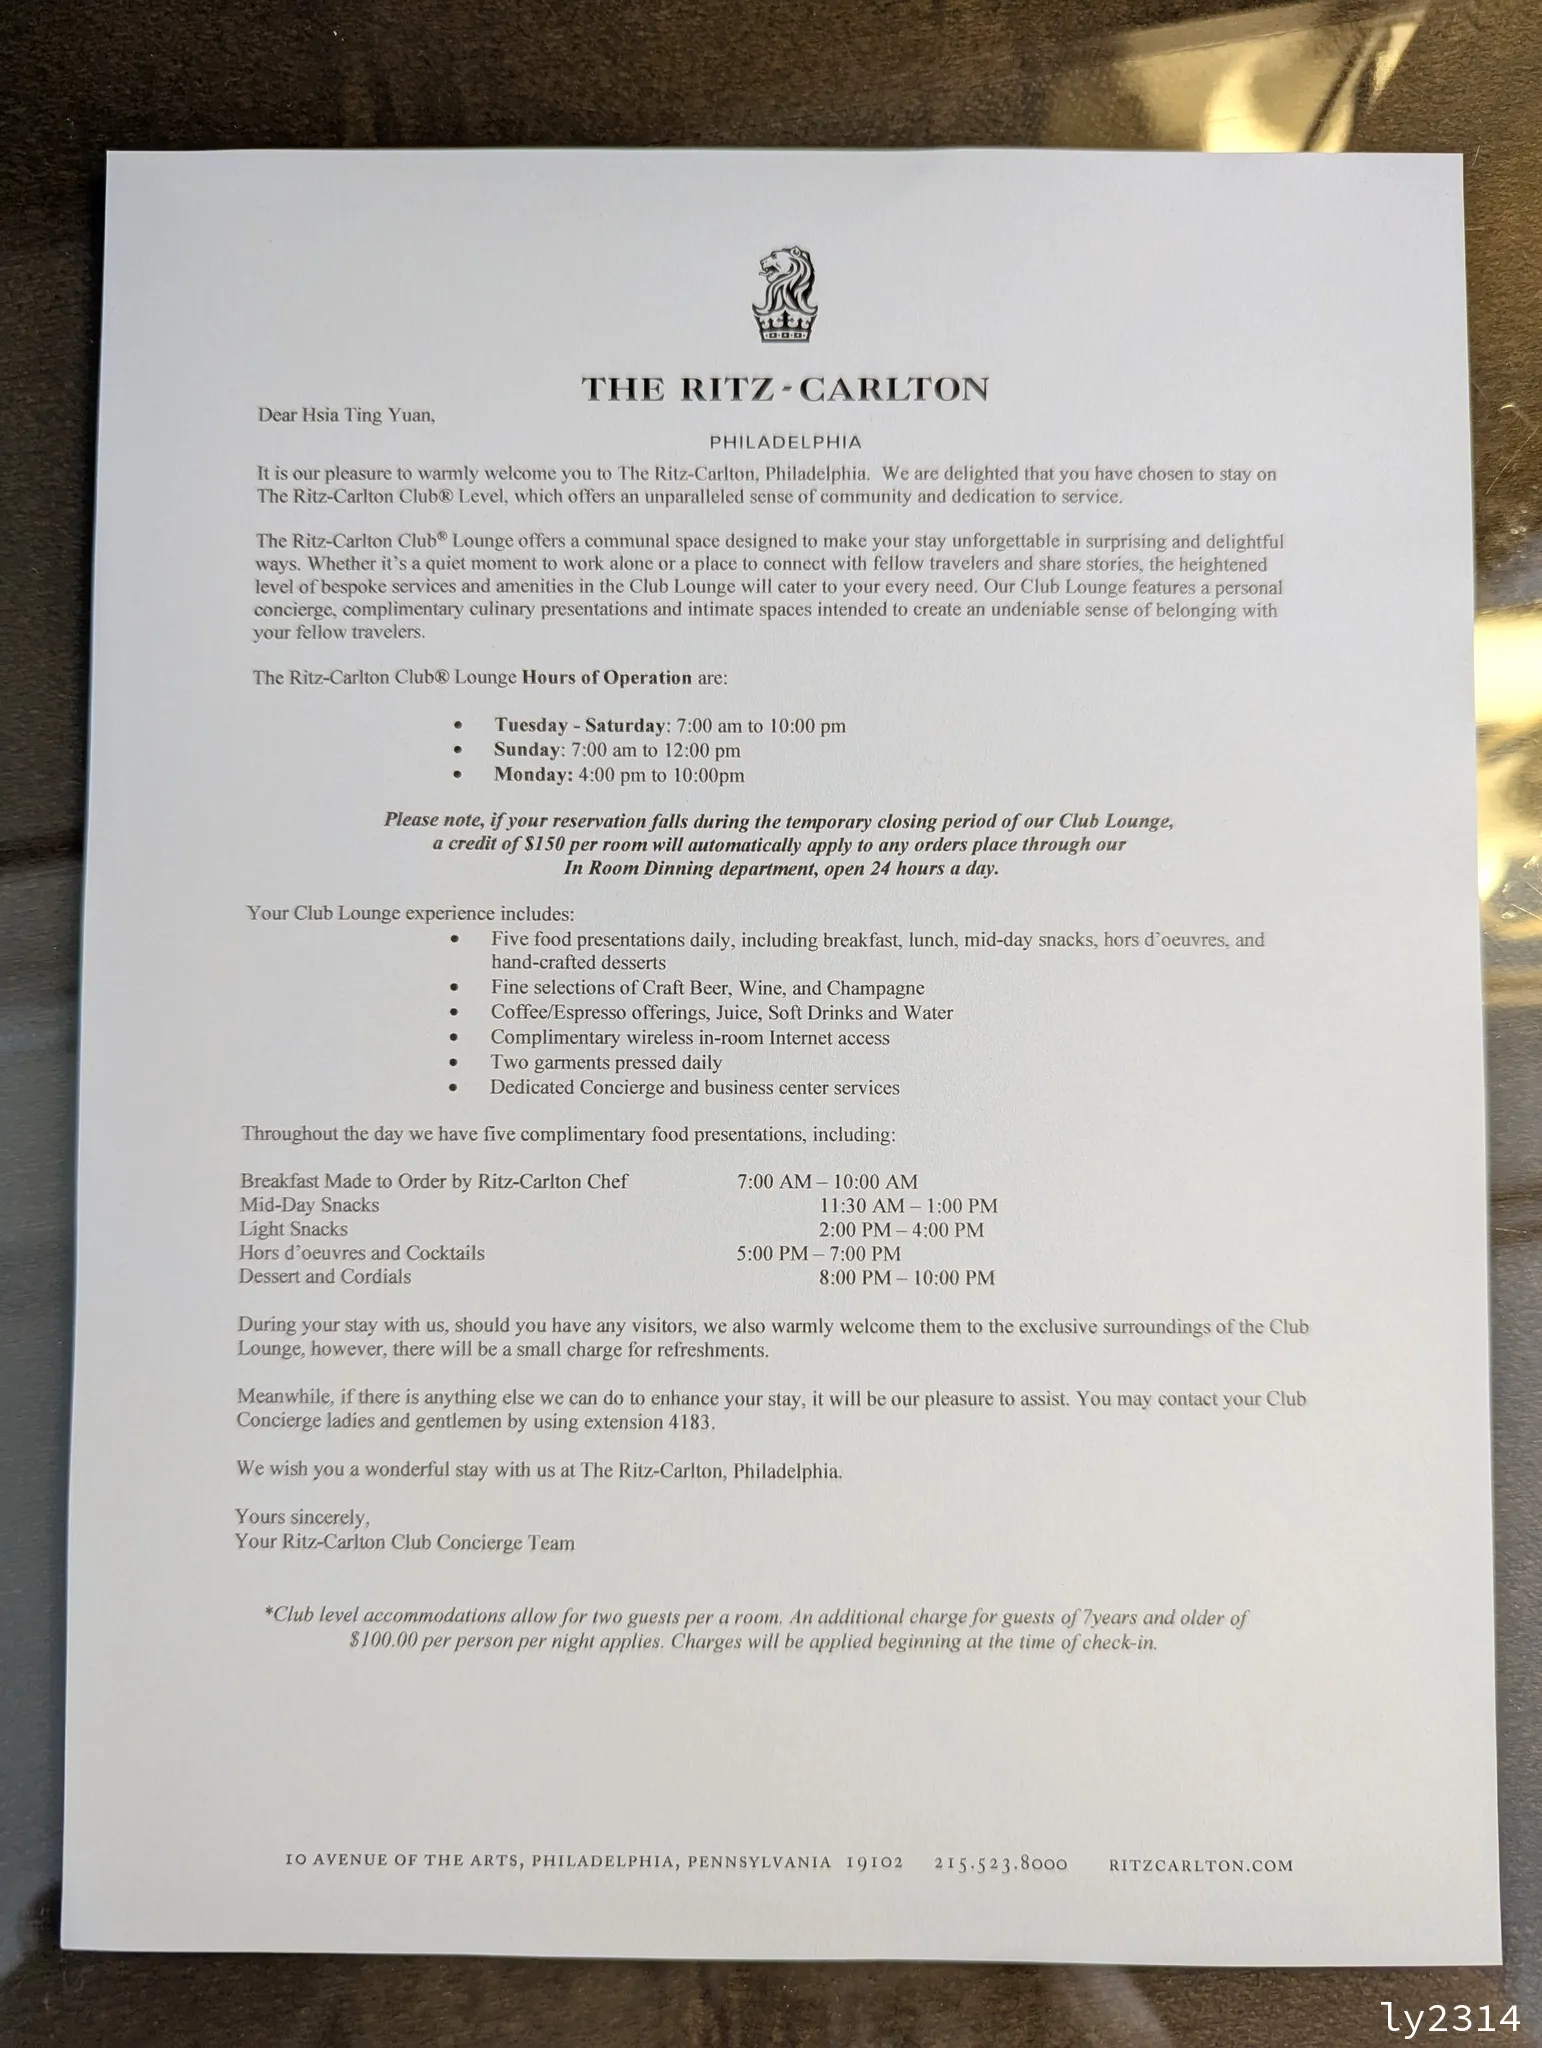 THE RITZ-CARLTON
Dear Hsia Ting Yuan,
PHILADELPHIA
It is our pleasure to warmly welcome you to The Ritz-Carlton, Philadelphia. We are delighted that you have chosen to stay on
The Ritz-Carlton Club® Level, which offers an unparalleled sense of community and dedication to service.
The Ritz-Carlton Club® Lounge offers a communal space designed to make your stay unforgettable in surprising and delightful
ways. Whether it's a quiet moment to work alone or a place to connect with fellow travelers and share stories, the heightened
level of bespoke services and amenities in the Club Lounge will cater to your every need. Our Club Lounge features a personal
concierge, complimentary culinary presentations and intimate spaces intended to create an undeniable sense of belonging with
your fellow travelers.
The Ritz-Carlton Club® Lounge Hours of Operation are:
• Tuesday - Saturday: 7:00 am to 10:00 pm
• Sunday: 7:00 am to 12:00 pm
• Monday: 4:00 pm to 10:00pm
Please note, if your reservation falls during the temporary closing period of our Club Lounge,
a credit of $150 per room will automatically apply to any orders place through our
In Room Dinning department, open 24 hours a day.
Your Club Lounge experience includes:
• Five food presentations daily, including breakfast, lunch, mid-day snacks, hors d'oeuvres, and
hand-crafted desserts
• Fine selections of Craft Beer, Wine, and Champagne
• Coffee/Espresso offerings, Juice, Soft Drinks and Water
• Complimentary wireless in-room Internet access
• Two garments pressed daily
• Dedicated Concierge and business center services
Throughout the day we have five complimentary food presentations, including:
Breakfast Made to Order by Ritz-Carlton Chef 7:00 AM – 10:00 AM
Mid-Day Snacks 11:30 AM – 1:00 PM
Light Snacks 2:00 PM – 4:00 PM
Hors d'oeuvres and Cocktails 5:00 PM – 7:00 PM
Dessert and Cordials 8:00 PM – 10:00 PM
During your stay with us, should you have any visitors, we also warmly welcome them to the exclusive surroundings of the Club
Lounge, however, there will be a small charge for refreshments.
Meanwhile, if there is anything else we can do to enhance your stay, it will be our pleasure to assist. You may contact your Club
Concierge ladies and gentlemen by using extension 4183.
We wish you a wonderful stay with us at The Ritz-Carlton, Philadelphia.
Yours sincerely,
Your Ritz-Carlton Club Concierge Team
*Club level accommodations allow for two guests per a room. An additional charge for guests of 7years and older of
$100.00 per person per night applies. Charges will be applied beginning at the time of check-in.
10 AVENUE OF THE ARTS, PHILADELPHIA, PENNSYLVANIA 19102 215.523.8000 RITZCARLTON.COM
ly2314